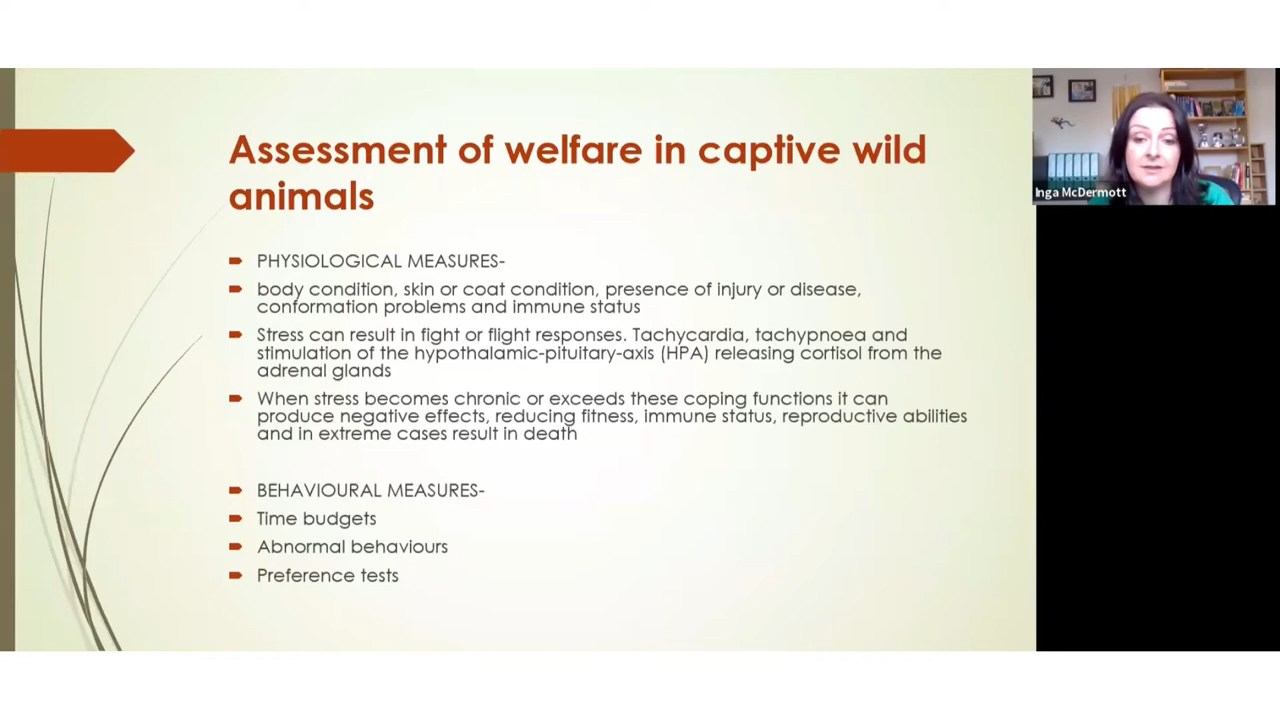 Assessment of welfare in captive wild
animals
PHYSIOLOGICAL MEASURES-
body condition, skin or coat condition, presence of injury or disease,
conformation problems and immune status
Stress can result in fight or flight responses. Tachycardia, tachypnoea and
stimulation of the hypothalamic-pituitary-axis (HPA) releasing cortisol from the
adrenal glands
When stress becomes chronic or exceeds these coping functions it can
produce negative effects, reducing fitness, immune status, reproductive abilities
and in extreme cases result in death
BEHAVIOURAL MEASURES-
Time budgets
Abnormal behaviours
Preference tests
Inga McDermott